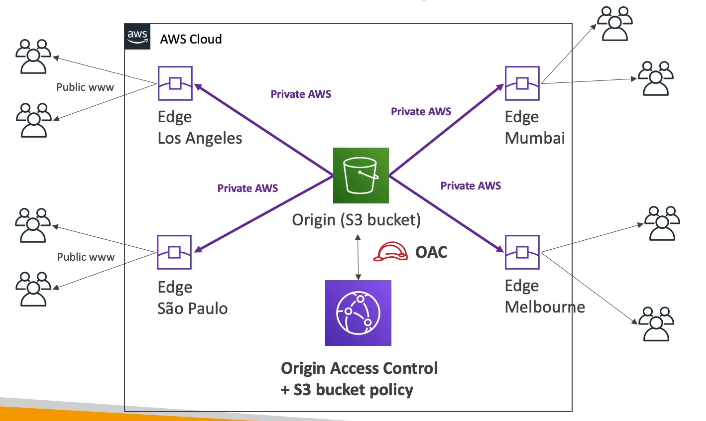 aws
AWS Cloud
Public www
Private AWS
Private AWS
Edge
Los Angeles
Edge
Mumbai
Private AWS
Private AWS
Origin (S3 bucket)
Public www
OAC
Edge
São Paulo
Edge
Melbourne
Origin Access Control
+ S3 bucket policy